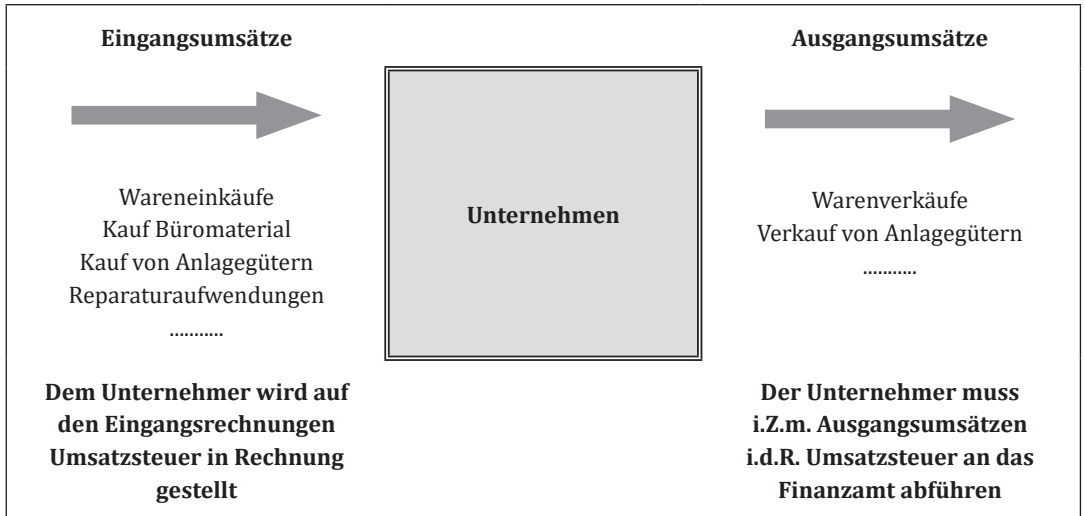 Eingangsumsätze
Wareneinkäufe
Kauf Büromaterial
Kauf von Anlagegütern
Reparaturaufwendungen
...........
Dem Unternehmer wird auf
den Eingangsrechnungen
Umsatzsteuer in Rechnung
gestellt
Unternehmen
Ausgangsumsätze
Warenverkäufe
Verkauf von Anlagegütern
...........
Der Unternehmer muss
i.Z.m. Ausgangsumsätzen
i.d.R. Umsatzsteuer an das
Finanzamt abführen